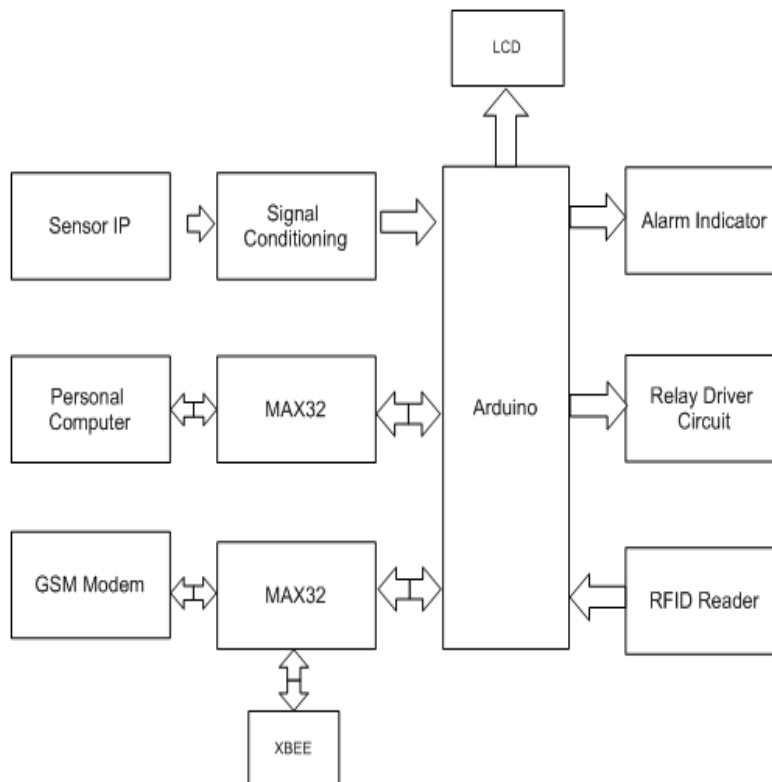 LCD
Sensor IP
Signal
Conditioning
Alarm Indicator
Personal
Computer
MAX32
Arduino
Relay Driver
Circuit
GSM Modem
MAX32
RFID Reader
XBEE